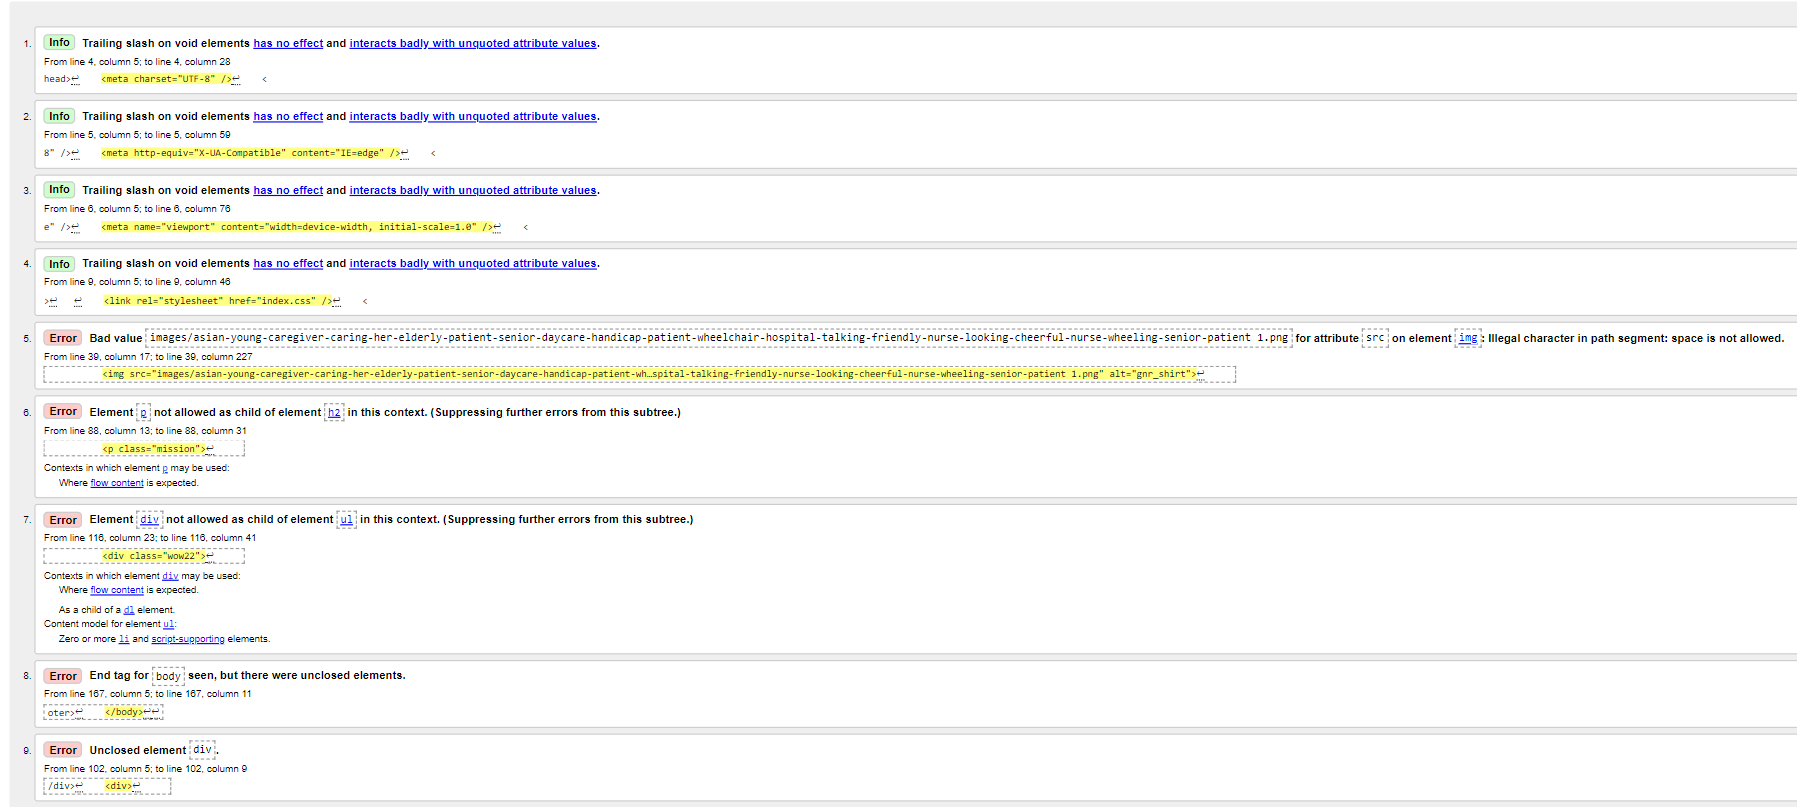 1. Info Trailing slash on void elements has no effect and interacts badly with unquoted attribute values.
From line 4, column 5; to line 4, column 28
head>↩    <meta charset="UTF-8" />↩    <
2. Info Trailing slash on void elements has no effect and interacts badly with unquoted attribute values.
From line 5, column 5; to line 5, column 59
8" />↩    <meta http-equiv="X-UA-Compatible" content="IE=edge" />↩    <
3. Info Trailing slash on void elements has no effect and interacts badly with unquoted attribute values.
From line 6, column 5; to line 6, column 76
e" />↩    <meta name="viewport" content="width=device-width, initial-scale=1.0" />↩    <
4. Info Trailing slash on void elements has no effect and interacts badly with unquoted attribute values.
From line 9, column 5; to line 9, column 46
>↩    ↩    <link rel="stylesheet" href="index.css" />↩    <
5. Error Bad value images/asian-young-caregiver-caring-her-elderly-patient-senior-daycare-handicap-patient-wheelchair-hospital-talking-friendly-nurse-looking-cheerful-nurse-wheeling-senior-patient 1.png for attribute src on element img: Illegal character in path segment: space is not allowed.
From line 39, column 17; to line 39, column 227
<img src="images/asian-young-caregiver-caring-her-elderly-patient-senior-daycare-handicap-patient-wh…spital-talking-friendly-nurse-looking-cheerful-nurse-wheeling-senior-patient 1.png" alt="gnr_shirt">↩
6. Error Element p not allowed as child of element h2 in this context. (Suppressing further errors from this subtree.)
From line 88, column 13; to line 88, column 31
<p class="mission">↩
Contexts in which element p may be used:
Where flow content is expected.
7. Error Element div not allowed as child of element ul in this context. (Suppressing further errors from this subtree.)
From line 116, column 23; to line 116, column 41
<div class="wow22">↩
Contexts in which element div may be used:
Where flow content is expected.
As a child of a dl element.
Content model for element ul:
Zero or more li and script-supporting elements.
8. Error End tag for body seen, but there were unclosed elements.
From line 167, column 5; to line 167, column 11
oter>↩    </body>↩↩
9. Error Unclosed element div.
From line 102, column 5; to line 102, column 9
/div>↩    <div>↩